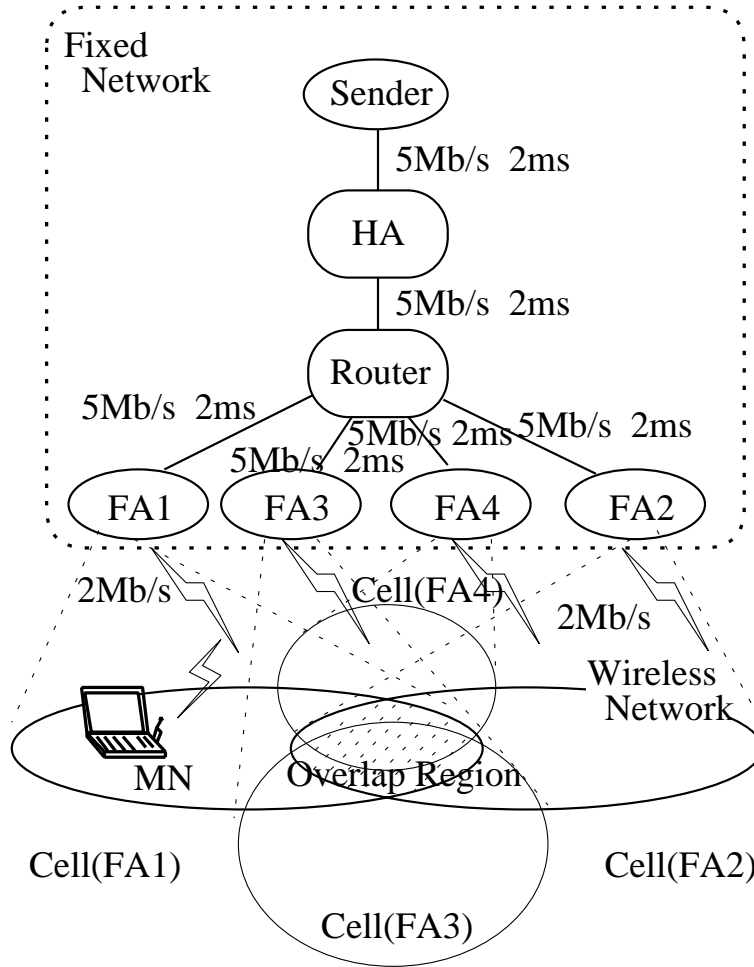 Fixed
Network
Sender
5Mb/s 2ms
HA
5Mb/s 2ms
Router
5Mb/s 2ms
5Mb/s 2ms
5Mb/s 2ms
5Mb/s 2ms
FA1
FA3
FA4
FA2
2Mb/s
Cell(FA4)
2Mb/s
Wireless
Network
MN
Overlap Region
Cell(FA1)
Cell(FA2)
Cell(FA3)